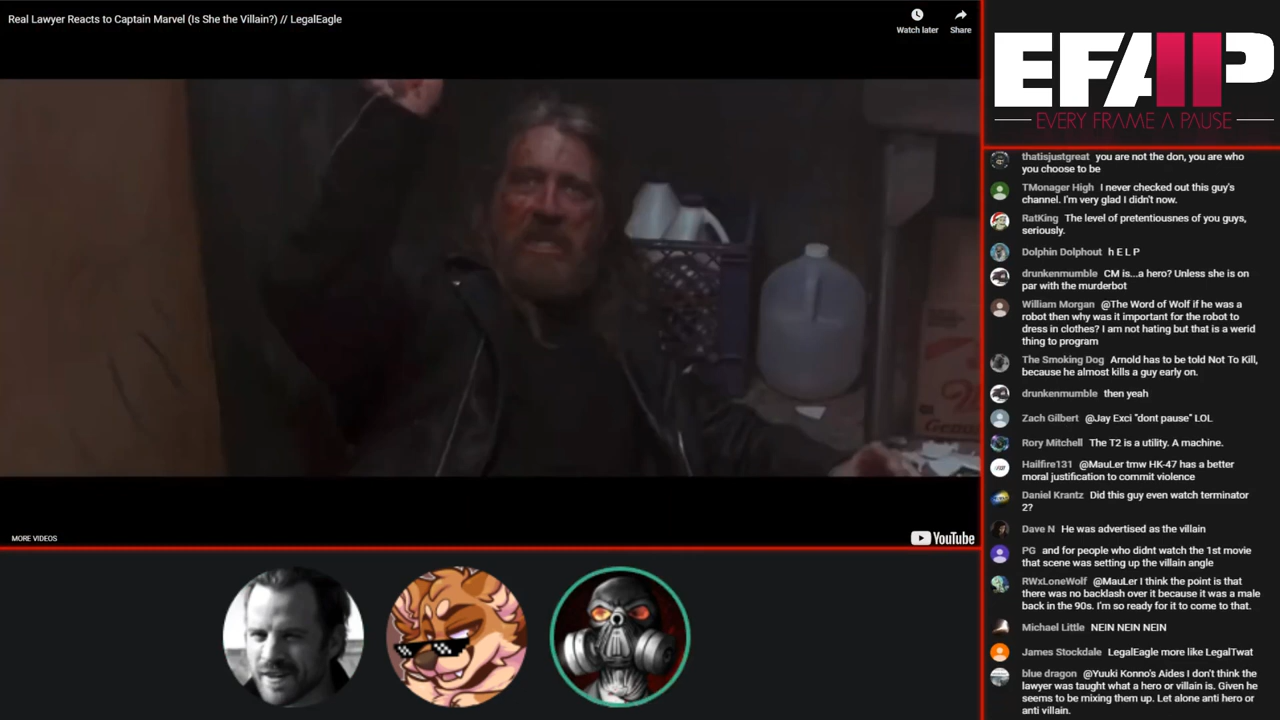 Real Lawyer Reacts to Captain Marvel (Is She the Villain?) // LegalEagle
Watch later
Share
MORE VIDEOS
YouTube
EFAP
EVERY FRAME A PAUSE
thatisjustgreat you are not the don, you are who
you choose to be
TMonager High I never checked out this guy's
channel. I'm very glad I didn't now.
RatKing The level of pretentiousnes of you guys,
seriously.
Dolphin Dolphout h E L P
drunkenmumble CM is...a hero? Unless she is on
par with the murderbot
William Morgan @The Word of Wolf if he was a
robot then why was it important for the robot to
dress in clothes? I am not hating but that is a werid
thing to program
The Smoking Dog Arnold has to be told Not To Kill,
because he almost kills a guy early on.
drunkenmumble then yeah
Zach Gilbert @Jay Exci "dont pause" LOL
Rory Mitchell The T2 is a utility. A machine.
Hailfire131 @MauLer tmw HK-47 has a better
moral justification to commit violence
Daniel Krantz Did this guy even watch terminator
2?
Dave N He was advertised as the villain
PG and for people who didnt watch the 1st movie
that scene was setting up the villain angle
RWxLoneWolf @MauLer I think the point is that
there was no backlash over it because it was a male
back in the 90s. I'm so ready for it to come to that.
Michael Little NEIN NEIN NEIN
James Stockdale LegalEagle more like LegalTwat
blue dragon @Yuuki Konno's Aides I don't think the
lawyer was taught what a hero or villain is. Given he
seems to be mixing them up. Let alone anti hero or
anti villain.